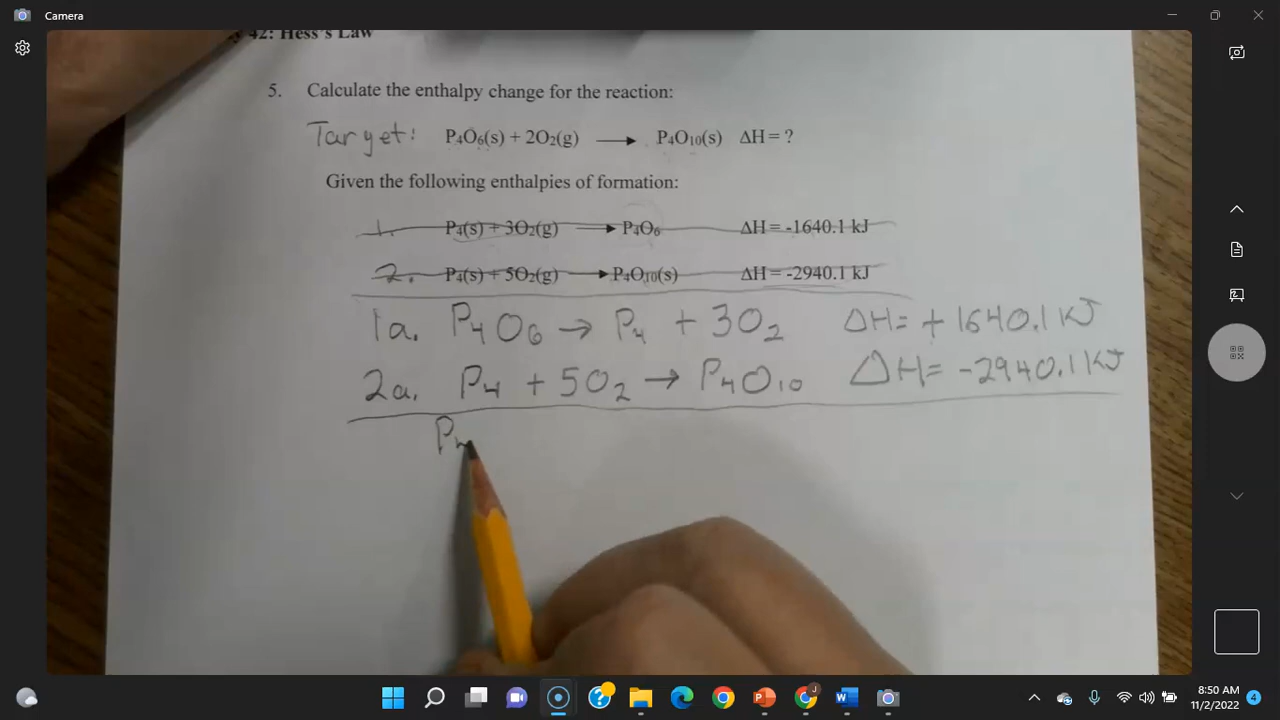 Camera
42: Hess's Law
5. Calculate the enthalpy change for the reaction:
Target: P₄O₆(s) + 2O₂(g) → P₄O₁₀(s) ΔH = ?
Given the following enthalpies of formation:
1. P₄(s) + 3O₂(g) → P₄O₆ ΔH = -1640.1 kJ
2. P₄(s) + 5O₂(g) → P₄O₁₀(s) ΔH = -2940.1 kJ
1a. P₄O₆ → P₄ + 3O₂ ΔH = +1640.1 KJ
2a. P₄ + 5O₂ → P₄O₁₀ ΔH = -2940.1 KJ
P₄
8:50 AM
11/2/2022
4